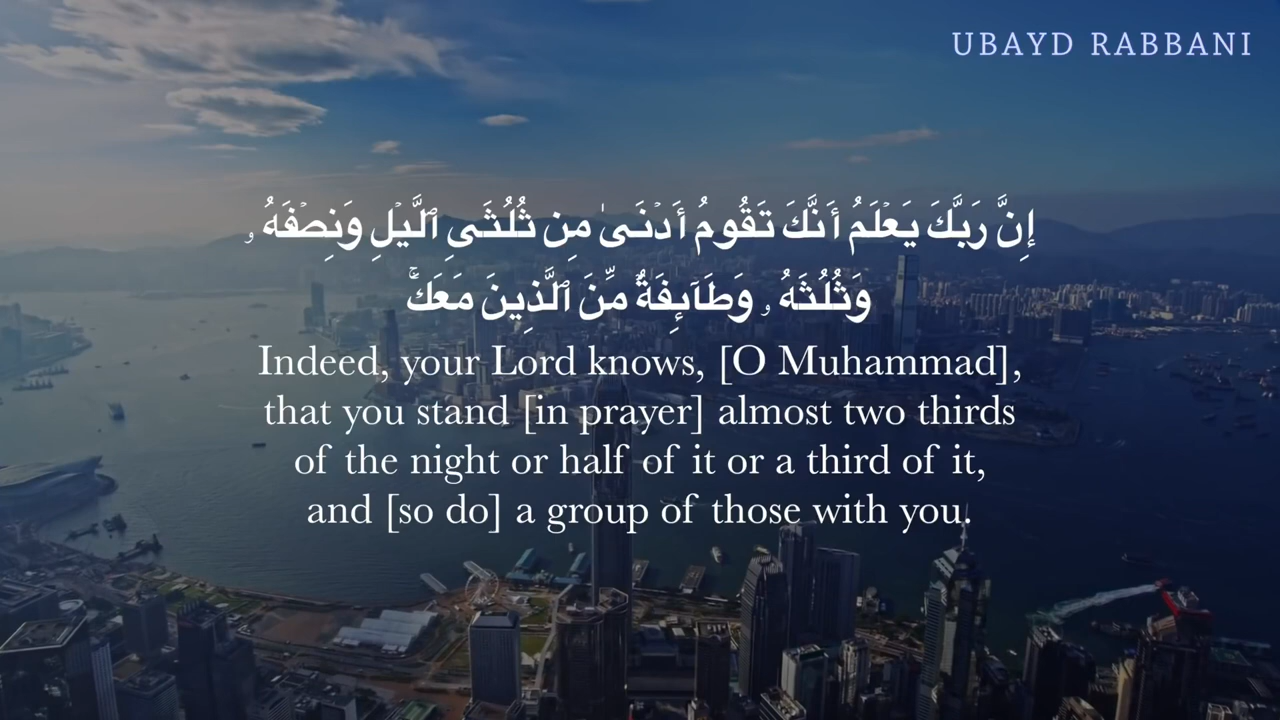 UBAYD RABBANI
إِنَّ رَبَّكَ يَعْلَمُ أَنَّكَ تَقُومُ أَدْنَىٰ مِن ثُلُثَىِ ٱلَّيْلِ وَنِصْفَهُۥ
وَثُلُثَهُۥ وَطَآئِفَةٌ مِّنَ ٱلَّذِينَ مَعَكَ ۚ
Indeed, your Lord knows, [O Muhammad],
that you stand [in prayer] almost two thirds
of the night or half of it or a third of it,
and [so do] a group of those with you.